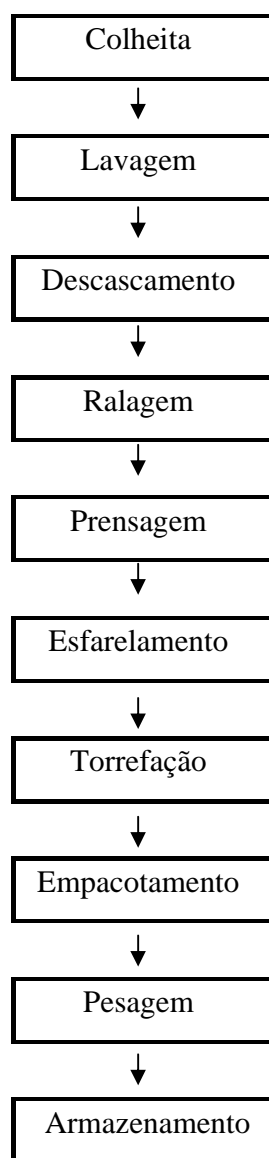 Colheita
Lavagem
Descascamento
Ralagem
Prensagem
Esfarelamento
Torrefação
Empacotamento
Pesagem
Armazenamento